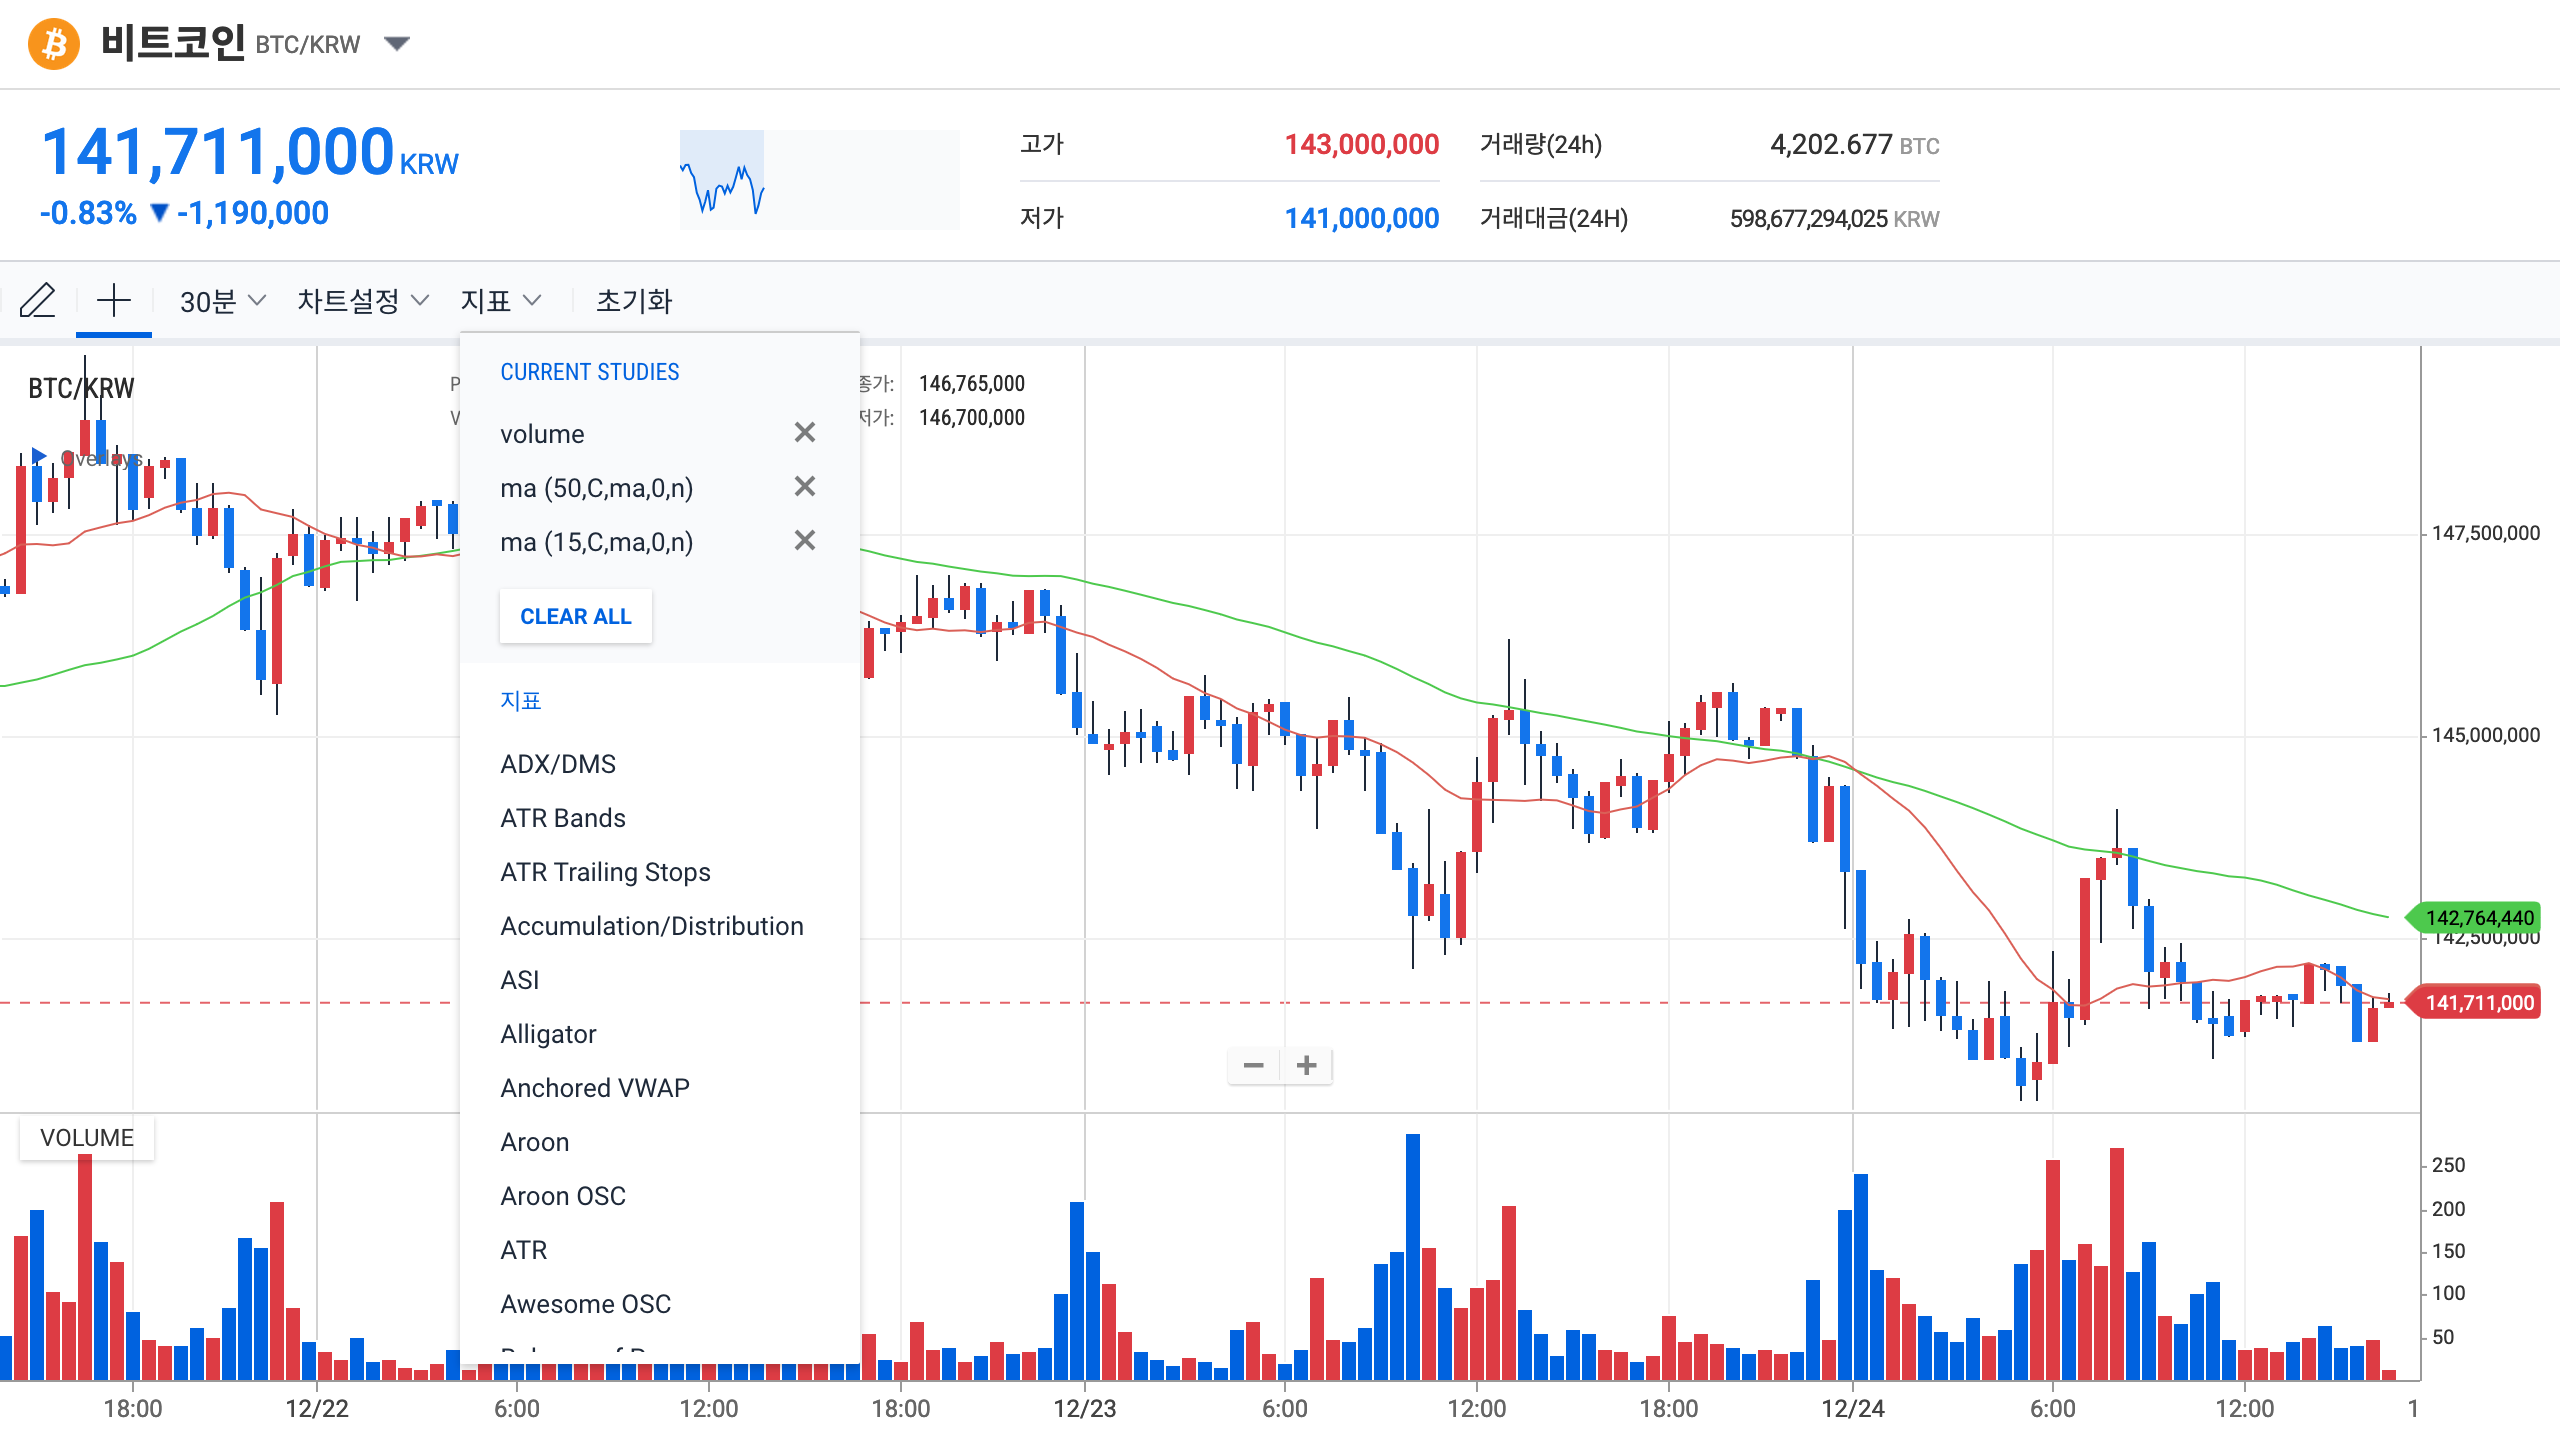 비트코인 BTC/KRW
141,711,000 KRW
-0.83% ▼ -1,190,000
고가 143,000,000
저가 141,000,000
거래량(24h) 4,202.677 BTC
거래대금(24H) 598,677,294,025 KRW
30분 차트설정 지표 초기화
BTC/KRW
Overlays
종가: 146,765,000
저가: 146,700,000
CURRENT STUDIES
volume
ma (50,C,ma,0,n)
ma (15,C,ma,0,n)
CLEAR ALL
지표
ADX/DMS
ATR Bands
ATR Trailing Stops
Accumulation/Distribution
ASI
Alligator
Anchored VWAP
Aroon
Aroon OSC
ATR
Awesome OSC
147,500,000
145,000,000
142,764,440
142,500,000
141,711,000
VOLUME
250
200
150
100
50
18:00 12/22 6:00 12:00 18:00 12/23 6:00 12:00 18:00 12/24 6:00 12:00 1